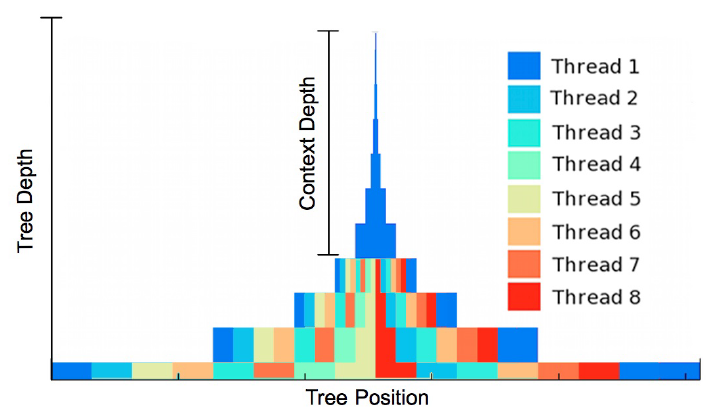 Tree Depth
Context Depth
Thread 1
Thread 2
Thread 3
Thread 4
Thread 5
Thread 6
Thread 7
Thread 8
Tree Position